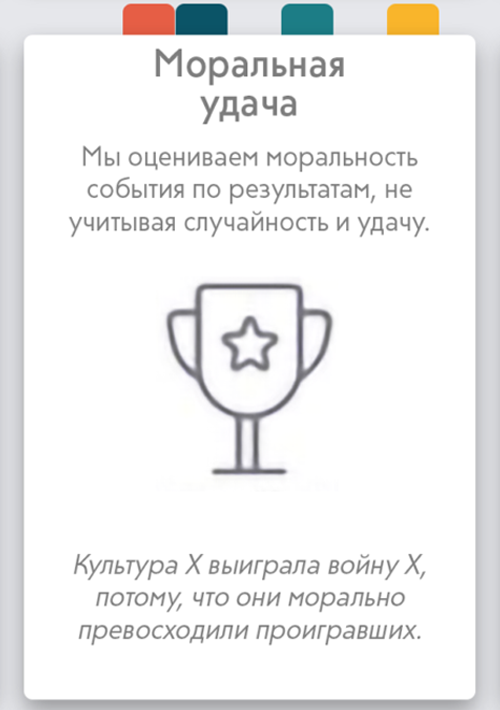 Моральная
удача
Мы оцениваем моральность
события по результатам, не
учитывая случайность и удачу.
Культура X выиграла войну X,
потому, что они морально
превосходили проигравших.